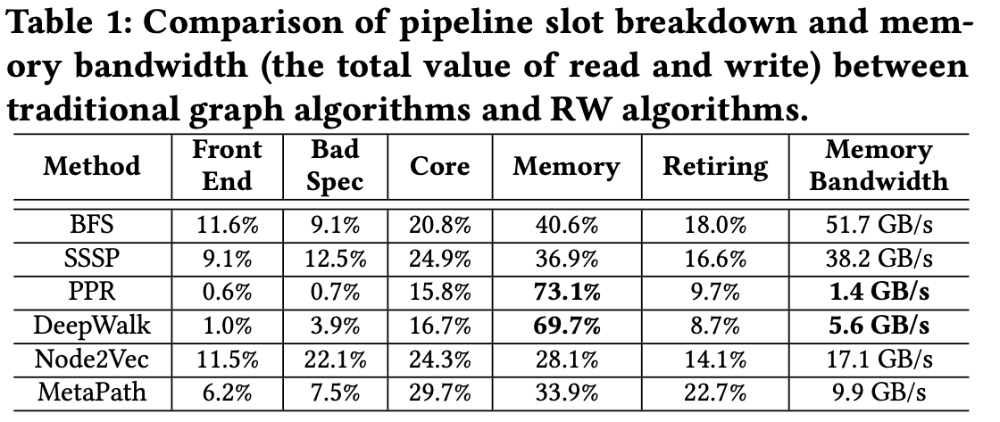 Table 1: Comparison of pipeline slot breakdown and mem-
ory bandwidth (the total value of read and write) between
traditional graph algorithms and RW algorithms.
Method Front End Bad Spec Core Memory Retiring Memory Bandwidth
BFS 11.6% 9.1% 20.8% 40.6% 18.0% 51.7 GB/s
SSSP 9.1% 12.5% 24.9% 36.9% 16.6% 38.2 GB/s
PPR 0.6% 0.7% 15.8% 73.1% 9.7% 1.4 GB/s
DeepWalk 1.0% 3.9% 16.7% 69.7% 8.7% 5.6 GB/s
Node2Vec 11.5% 22.1% 24.3% 28.1% 14.1% 17.1 GB/s
MetaPath 6.2% 7.5% 29.7% 33.9% 22.7% 9.9 GB/s